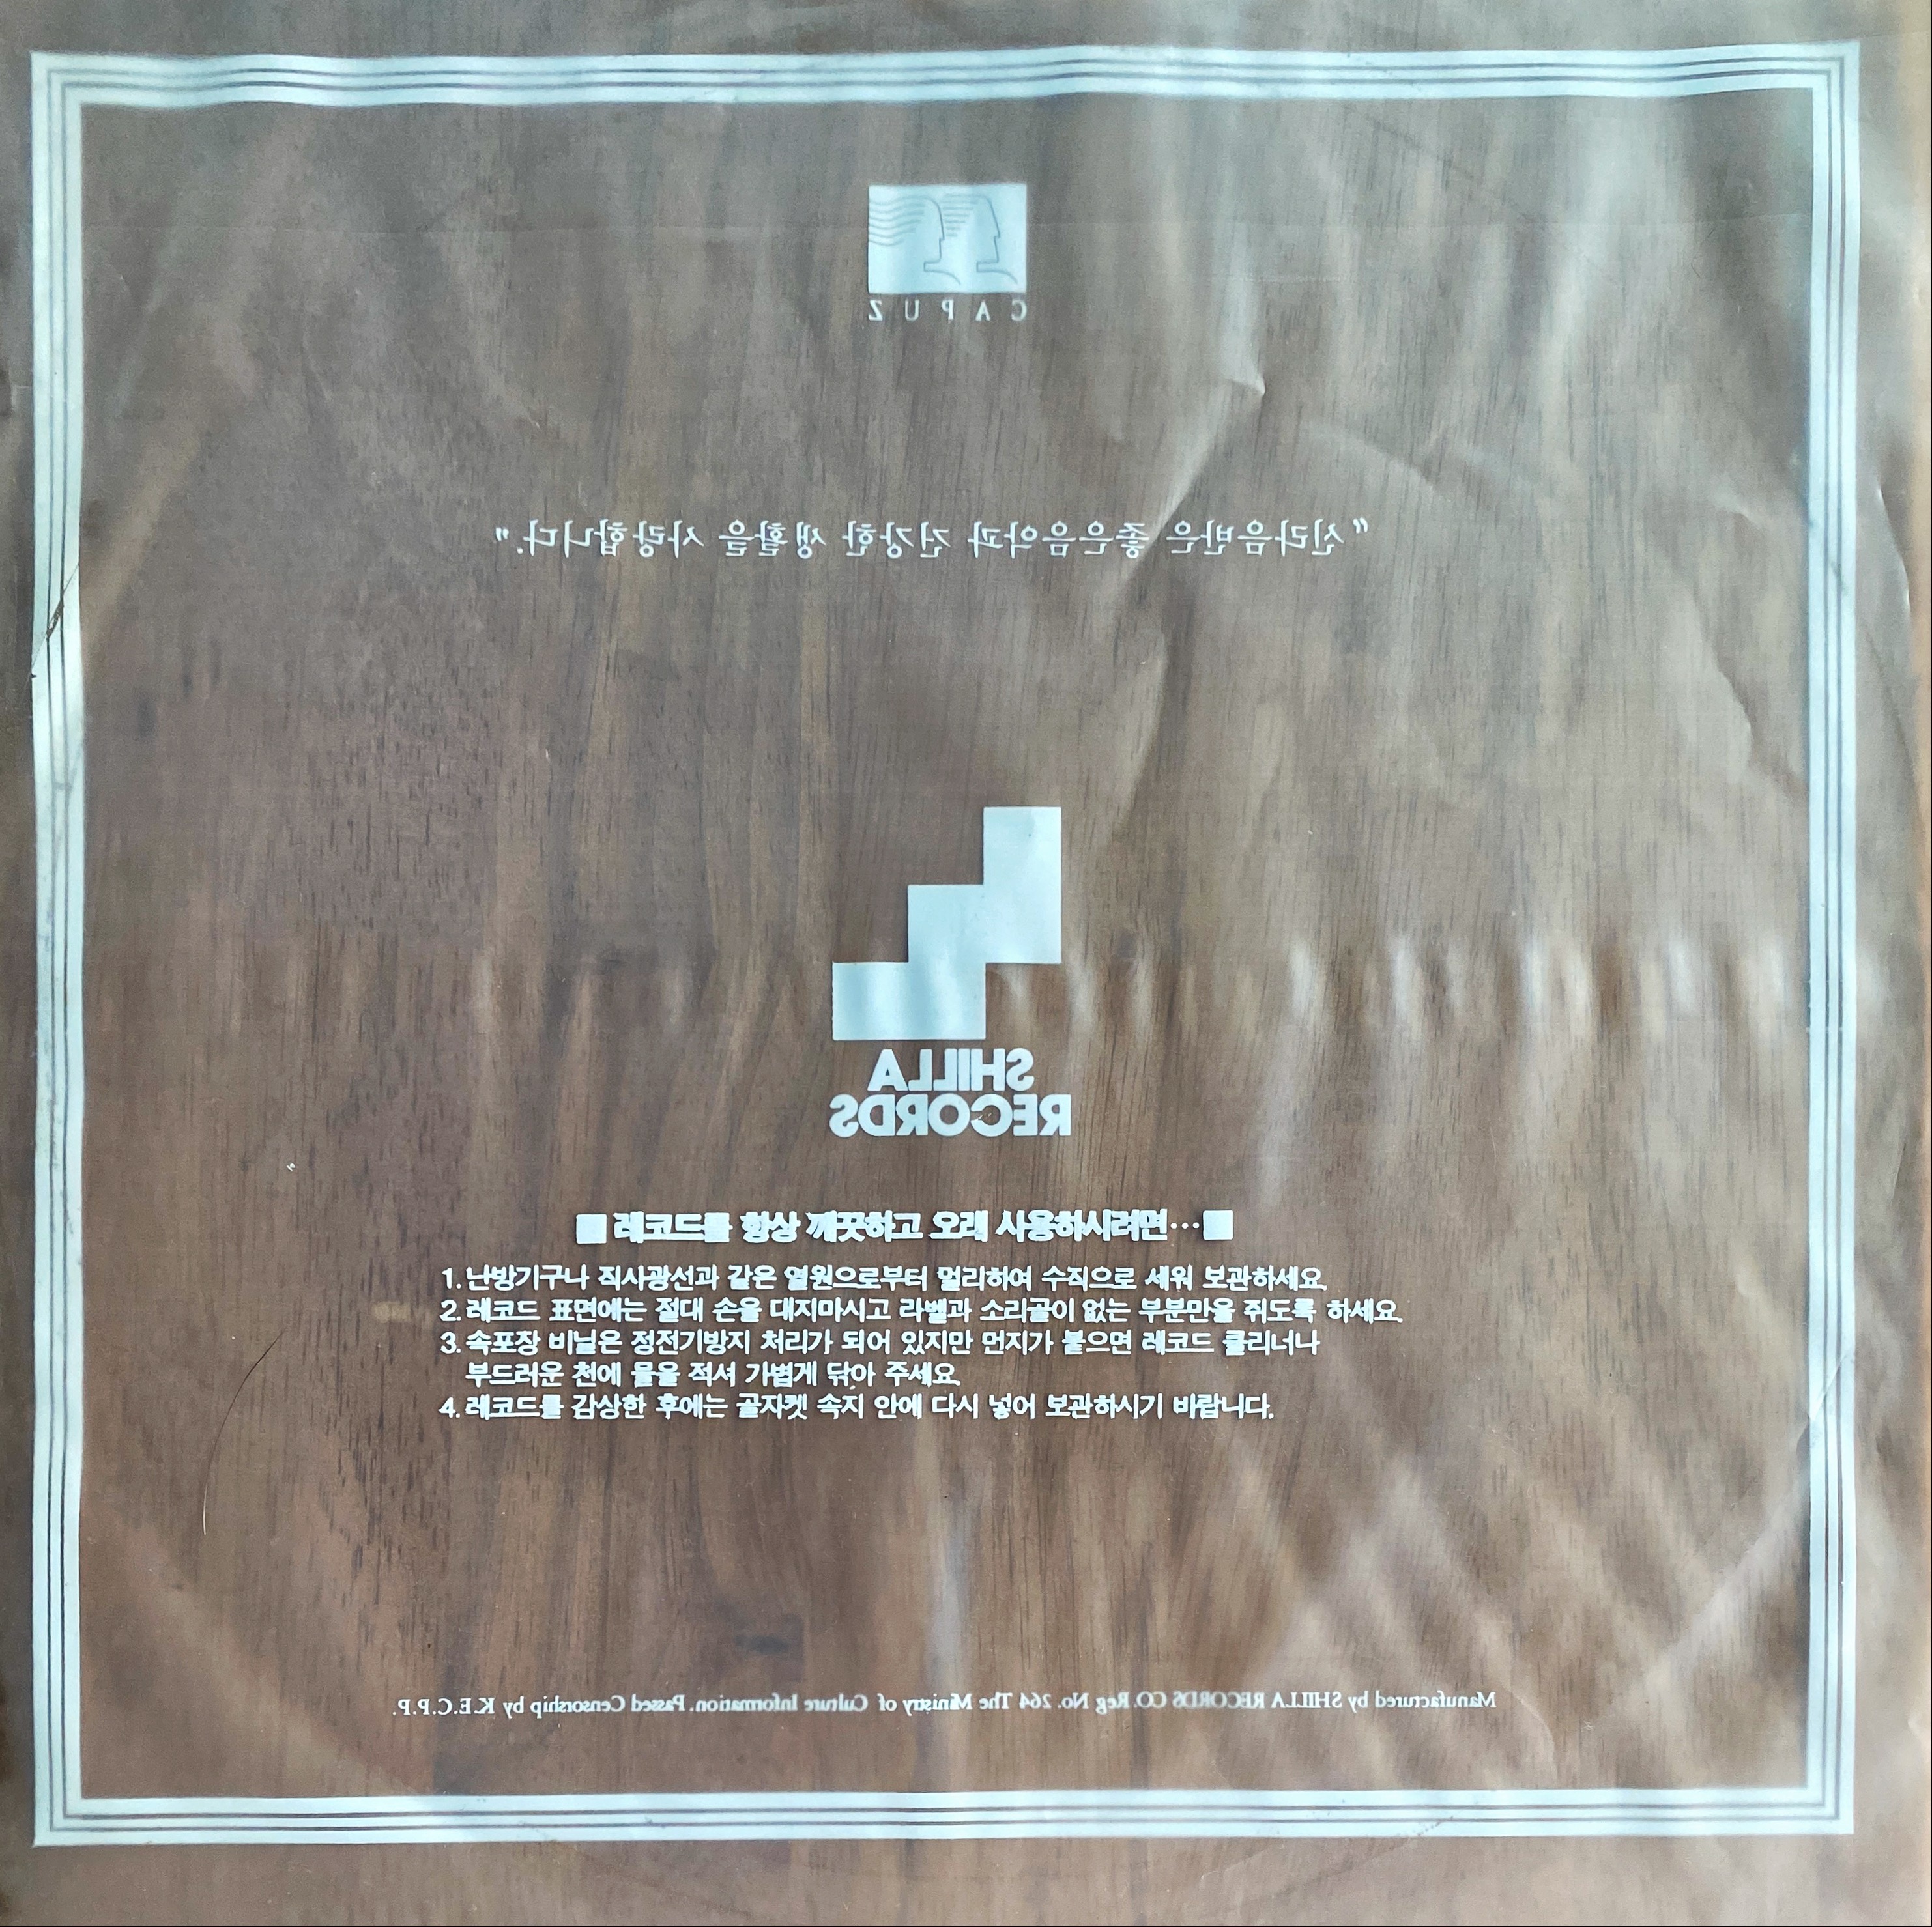 CAPUZ
“신라음반은 좋은음악과 건강한 생활을 사랑합니다.”
SHILLA
RECORDS
■ 레코드를 항상 깨끗하고 오래 사용하시려면…■
1. 난방기구나 직사광선과 같은 열원으로부터 멀리하여 수직으로 세워 보관하세요.
2. 레코드 표면에는 절대 손을 대지마시고 라벨과 소리골이 없는 부분만을 쥐도록 하세요.
3. 속포장 비닐은 정전기방지 처리가 되어 있지만 먼지가 붙으면 레코드 클리너나
부드러운 천에 물을 적셔 가볍게 닦아 주세요.
4. 레코드를 감상한 후에는 골자켓 속지 안에 다시 넣어 보관하시기 바랍니다.
Manufactured by SHILLA RECORDS CO. Reg No. 264 The Ministry of Culture Information. Passed Censorship by K.E.C.P.P.